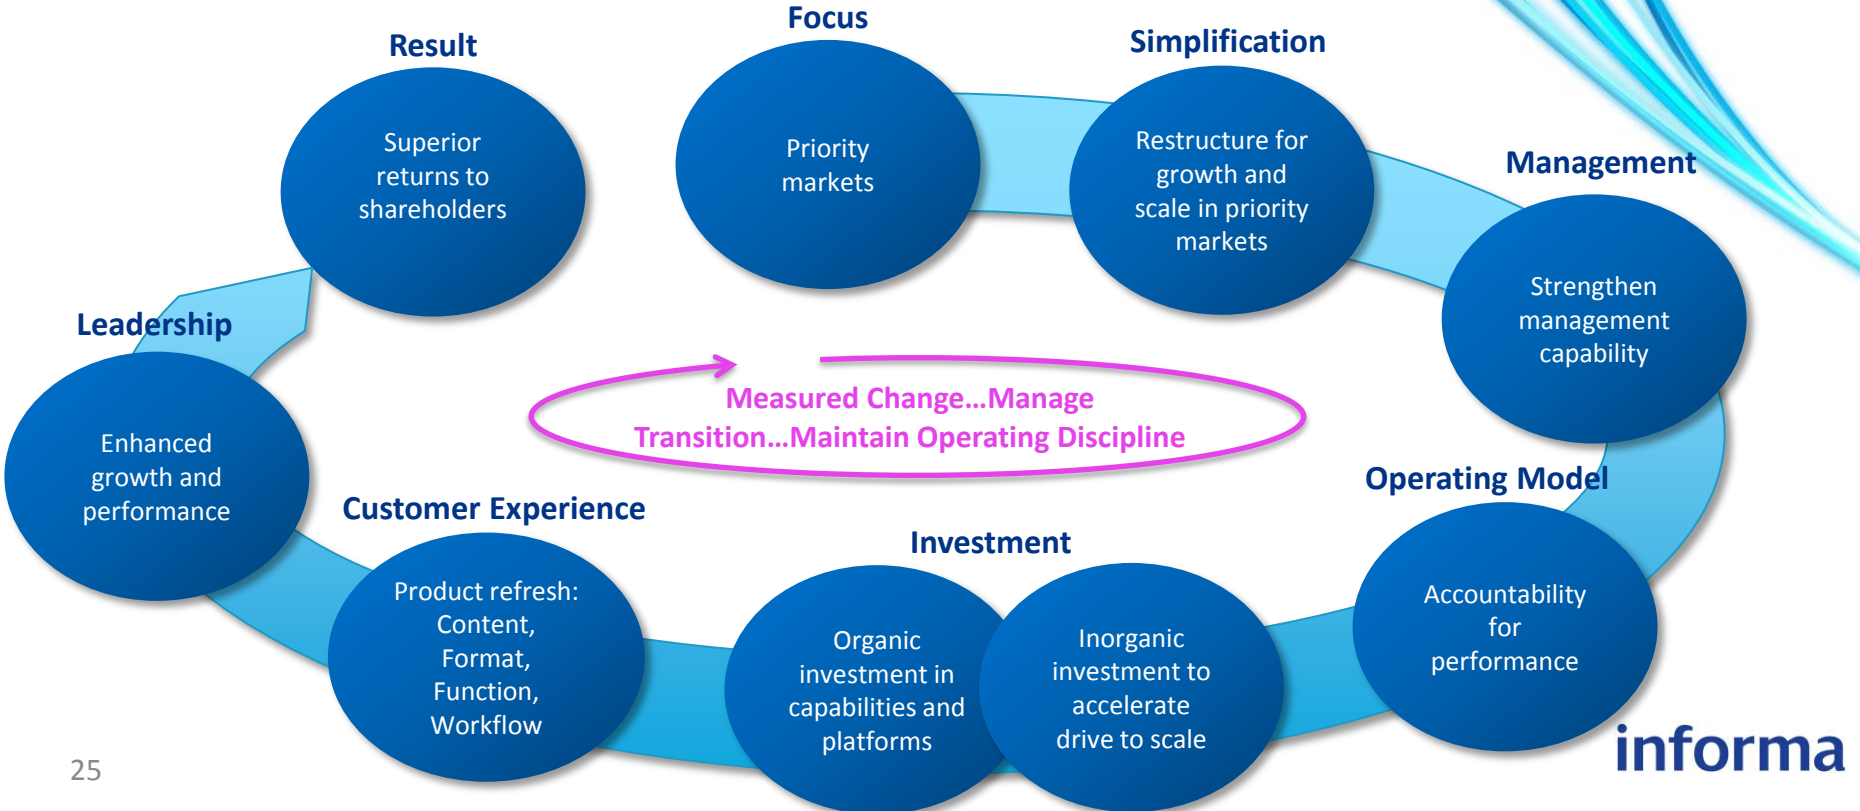 Focus
Priority
markets
Simplification
Restructure for
growth and
scale in priority
markets
Management
Strengthen
management
capability
Operating Model
Accountability
for
performance
Investment
Inorganic
investment to
accelerate
drive to scale
Organic
investment in
capabilities and
platforms
Customer Experience
Product refresh:
Content,
Format,
Function,
Workflow
Leadership
Enhanced
growth and
performance
Result
Superior
returns to
shareholders
Measured Change…Manage
Transition…Maintain Operating Discipline
25
informa